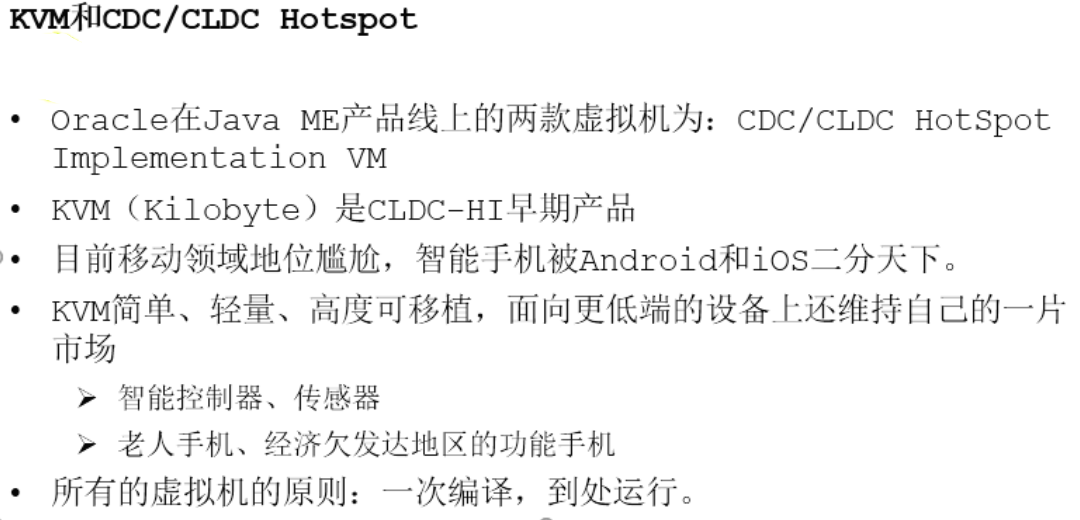 KVM和CDC/CLDC Hotspot
• Oracle在Java ME产品线上的两款虚拟机为：CDC/CLDC HotSpot
Implementation VM
• KVM（Kilobyte）是CLDC-HI早期产品
• 目前移动领域地位尴尬，智能手机被Android和iOS二分天下。
• KVM简单、轻量、高度可移植，面向更低端的设备上还维持自己的一片
市场
➢ 智能控制器、传感器
➢ 老人手机、经济欠发达地区的功能手机
• 所有的虚拟机的原则：一次编译，到处运行。